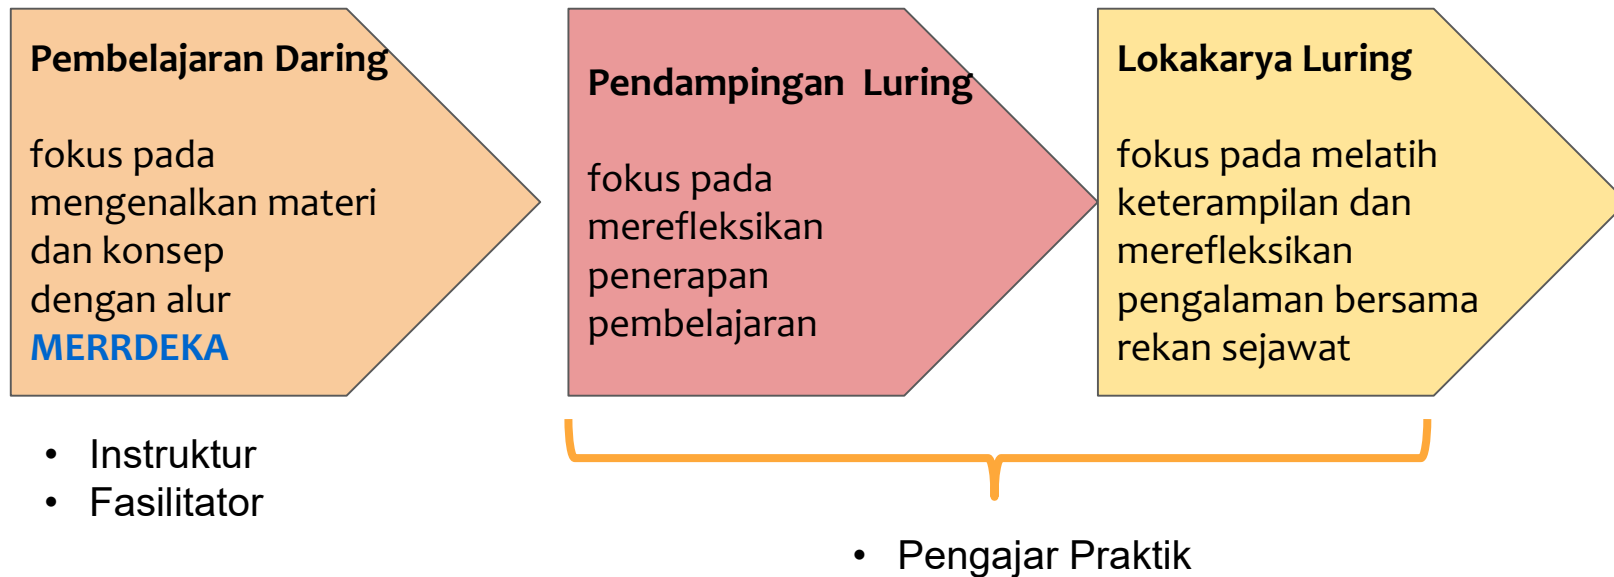 Pembelajaran Daring
fokus pada
mengenalkan materi
dan konsep
dengan alur
MERRDEKA
Pendampingan Luring
fokus pada
merefleksikan
penerapan
pembelajaran
Lokakarya Luring
fokus pada melatih
keterampilan dan
merefleksikan
pengalaman bersama
rekan sejawat
• Instruktur
• Fasilitator
• Pengajar Praktik